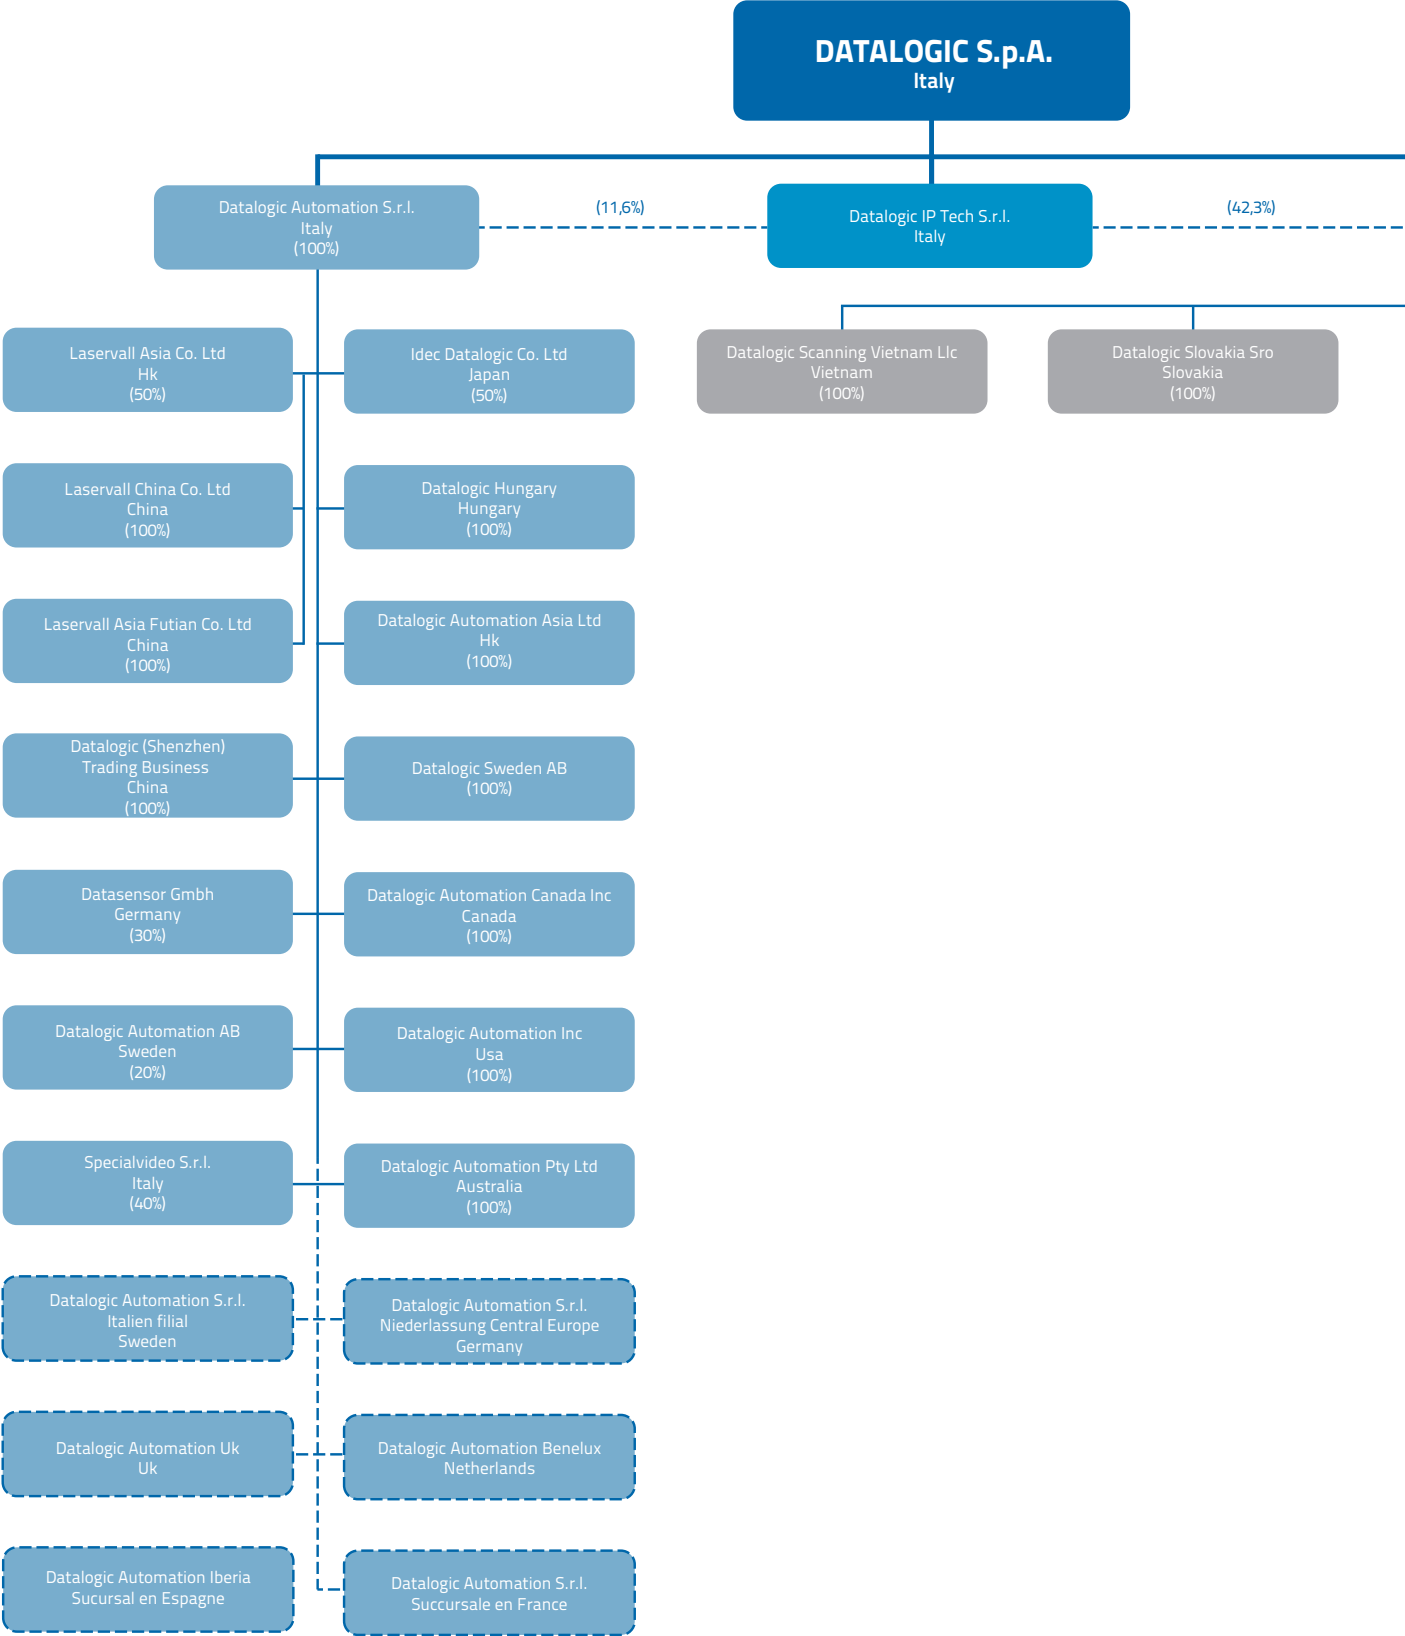 DATALOGIC S.p.A.
Italy
Datalogic Automation S.r.l.
Italy
(100%)
(11,6%)
Datalogic IP Tech S.r.l.
Italy
(42,3%)
Laservall Asia Co. Ltd
Hk
(50%)
Idec Datalogic Co. Ltd
Japan
(50%)
Datalogic Scanning Vietnam Llc
Vietnam
(100%)
Datalogic Slovakia Sro
Slovakia
(100%)
Laservall China Co. Ltd
China
(100%)
Datalogic Hungary
Hungary
(100%)
Laservall Asia Futian Co. Ltd
China
(100%)
Datalogic Automation Asia Ltd
Hk
(100%)
Datalogic (Shenzhen)
Trading Business
China
(100%)
Datalogic Sweden AB
(100%)
Datasensor Gmbh
Germany
(30%)
Datalogic Automation Canada Inc
Canada
(100%)
Datalogic Automation AB
Sweden
(20%)
Datalogic Automation Inc
Usa
(100%)
Specialvideo S.r.l.
Italy
(40%)
Datalogic Automation Pty Ltd
Australia
(100%)
Datalogic Automation S.r.l.
Italien filial
Sweden
Datalogic Automation S.r.l.
Niederlassung Central Europe
Germany
Datalogic Automation Uk
Uk
Datalogic Automation Benelux
Netherlands
Datalogic Automation Iberia
Sucursal en Espagne
Datalogic Automation S.r.l.
Succursale en France